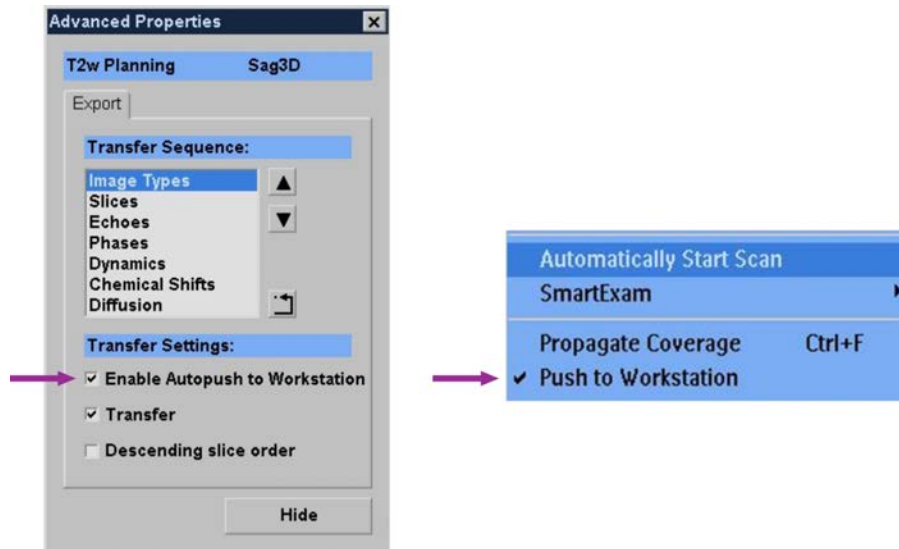 Advanced Properties
T2w Planning Sag3D
Export
Transfer Sequence:
Image Types
Slices
Echoes
Phases
Dynamics
Chemical Shifts
Diffusion
Transfer Settings:
Enable Autopush to Workstation
Transfer
Descending slice order
Hide
Automatically Start Scan
SmartExam
Propagate Coverage Ctrl+F
Push to Workstation